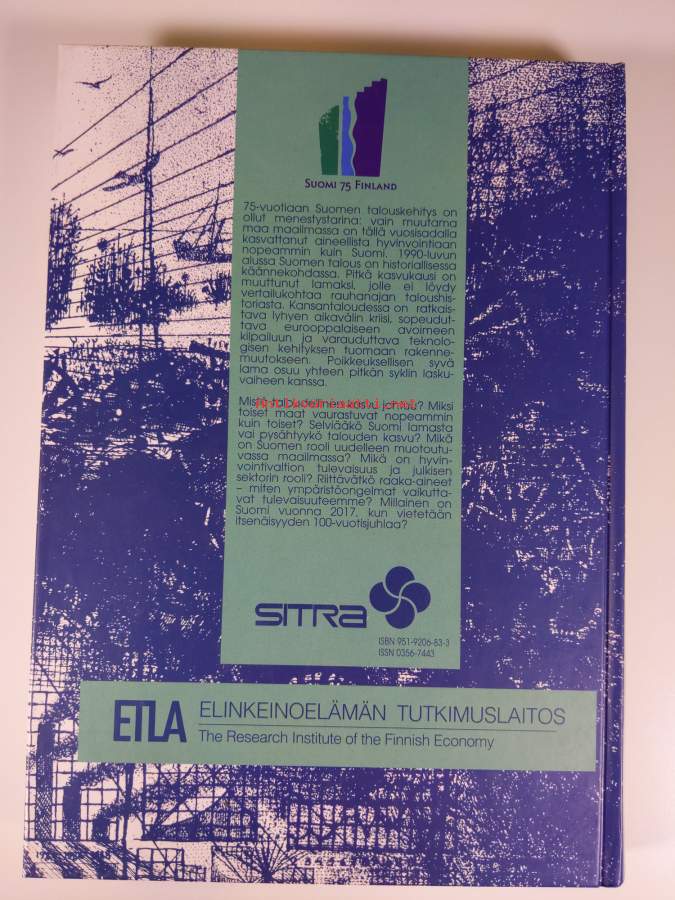 SUOMI 75 FINLAND
75-vuotiaan Suomen talouskehitys on
ollut menestystarina: vain muutama
maa maailmassa on tällä vuosisadalla
kasvattanut aineellista hyvinvointiaan
nopeammin kuin Suomi. 1990-luvun
alussa Suomen talous on historiallisessa
käännekohdassa. Pitkä kasvukausi on
muuttunut lamaksi, jolle ei löydy
vertailukohtaa rauhanajan taloushis-
toriasta. Kansantaloudessa on ratkais-
tava lyhyen aikavälin kriisi, sopeudut-
tava eurooppalaiseen avoimeen
kilpailuun ja varauduttava teknolo-
gisen kehityksen tuomaan rakenne-
muutokseen. Poikkeuksellisen syvä
lama osuu yhteen pitkän syklin lasku-
vaiheen kanssa.
johtuu? Miksi
toiset maat vaurastuvat nopeammin
kuin toiset? Selviääkö Suomi lamasta
vai pysähtyykö talouden kasvu? Mikä
on Suomen rooli uudelleen muotoutu-
vassa maailmassa? Mikä on hyvin-
vointivaltion tulevaisuus ja julkisen
sektorin rooli? Riittävätkö raaka-aineet
– miten ympäristöongelmat vaikutta-
vat tulevaisuuteemme? Millainen on
Suomi vuonna 2017, kun vietetään
itsenäisyyden 100-vuotisjuhlaa?
SITRA
ISBN 951-9206-83-3
ISSN 0356-7443
ETLA ELINKEINOELÄMÄN TUTKIMUSLAITOS
The Research Institute of the Finnish Economy